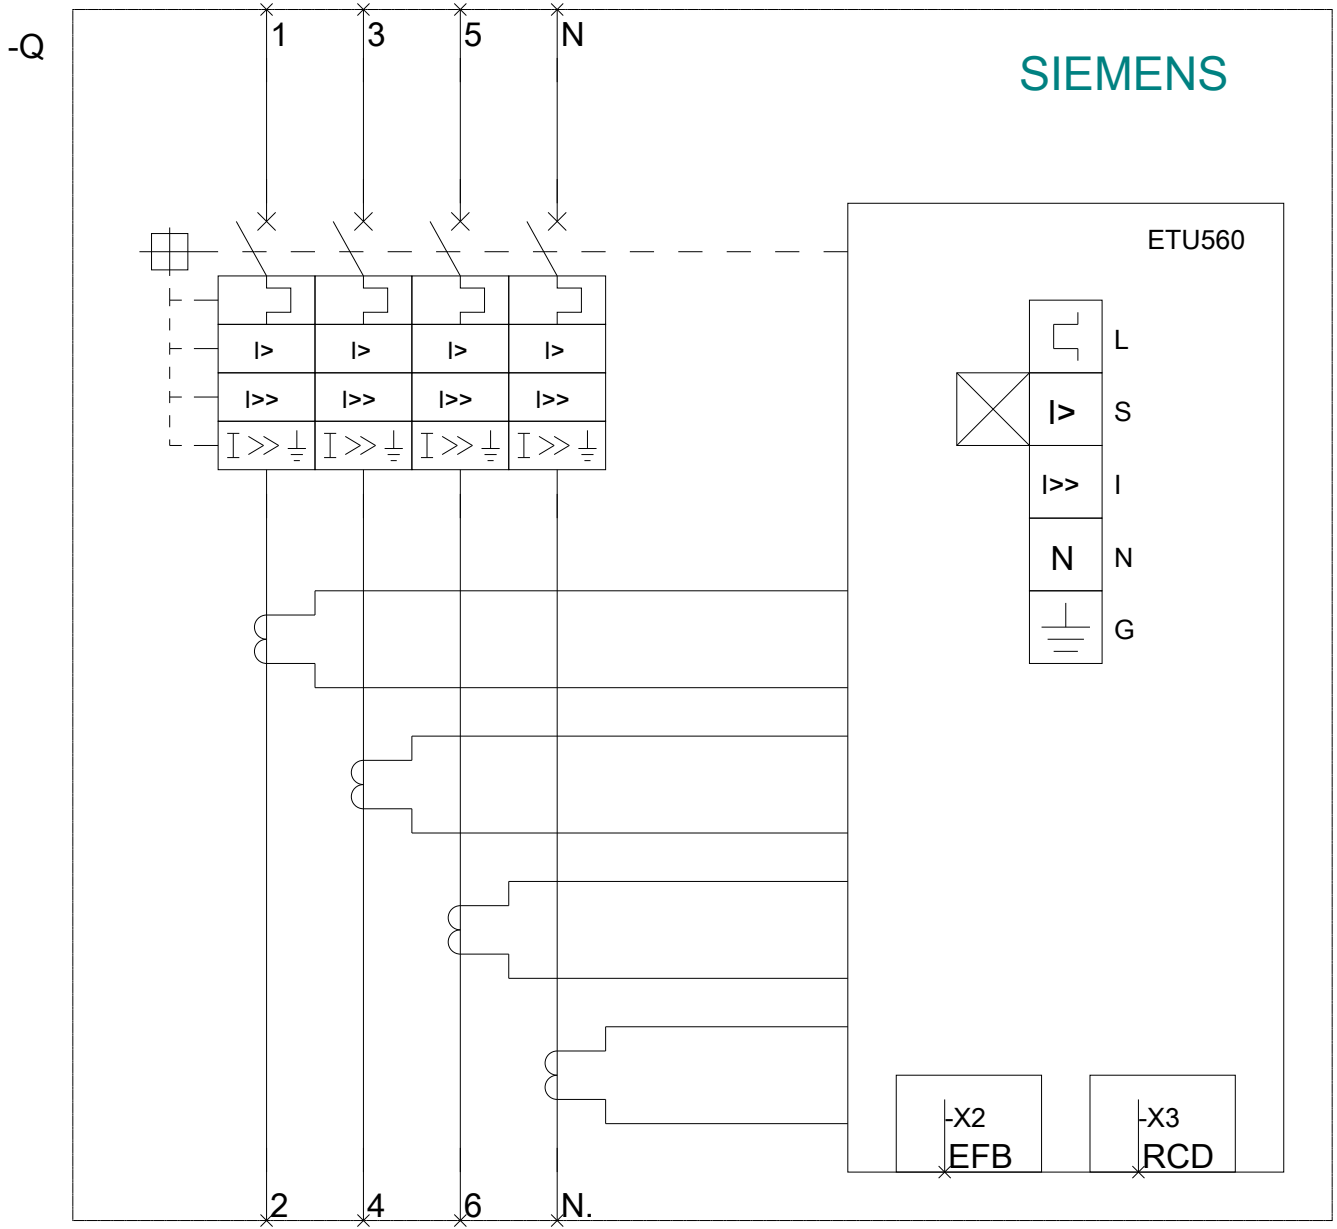 1 3 5 N
-Q
SIEMENS
ETU560
L
I> I> I> I> I> S
I>> I>> I>> I>> I>> I
I >> I >> I >> I >>
N N
G
-X2 -X3
EFB RCD
2 4 6 N.